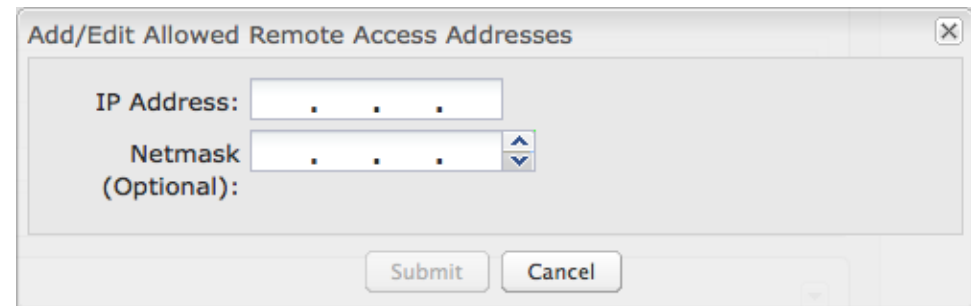 Add/Edit Allowed Remote Access Addresses
IP Address: . . .
Netmask . . .
(Optional):
Submit Cancel